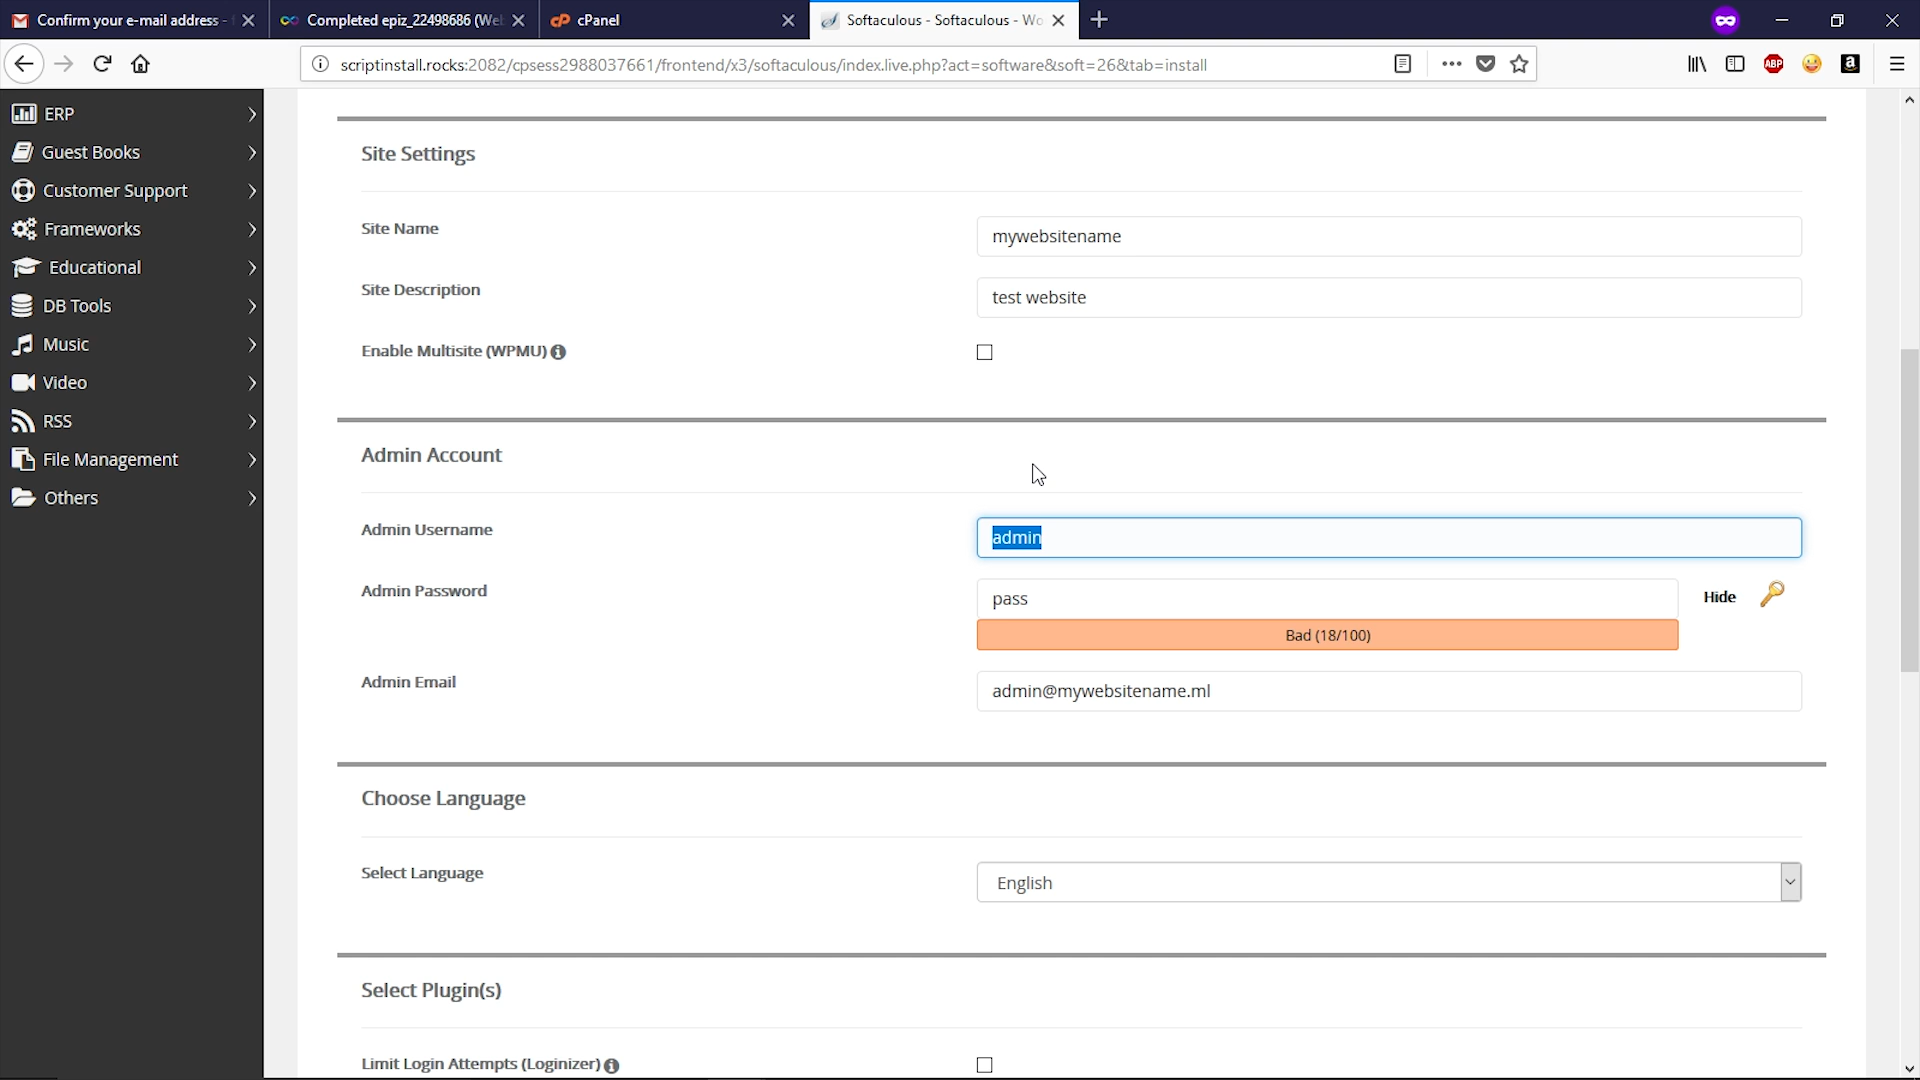 Confirm your e-mail address -
Completed epiz_22498686 (We
cPanel
Softaculous - Softaculous - Wo
scriptinstall.rocks:2082/cpsess2988037661/frontend/x3/softaculous/index.live.php?act=software&soft=26&tab=install
ABP
a
ERP
Guest Books
Customer Support
Frameworks
Educational
DB Tools
Music
Video
RSS
File Management
Others
Site Settings
Site Name
mywebsitename
Site Description
test website
Enable Multisite (WPMU)
Admin Account
Admin Username
admin
Admin Password
pass
Hide
Bad (18/100)
Admin Email
admin@mywebsitename.ml
Choose Language
Select Language
English
Select Plugin(s)
Limit Login Attempts (Loginizer)